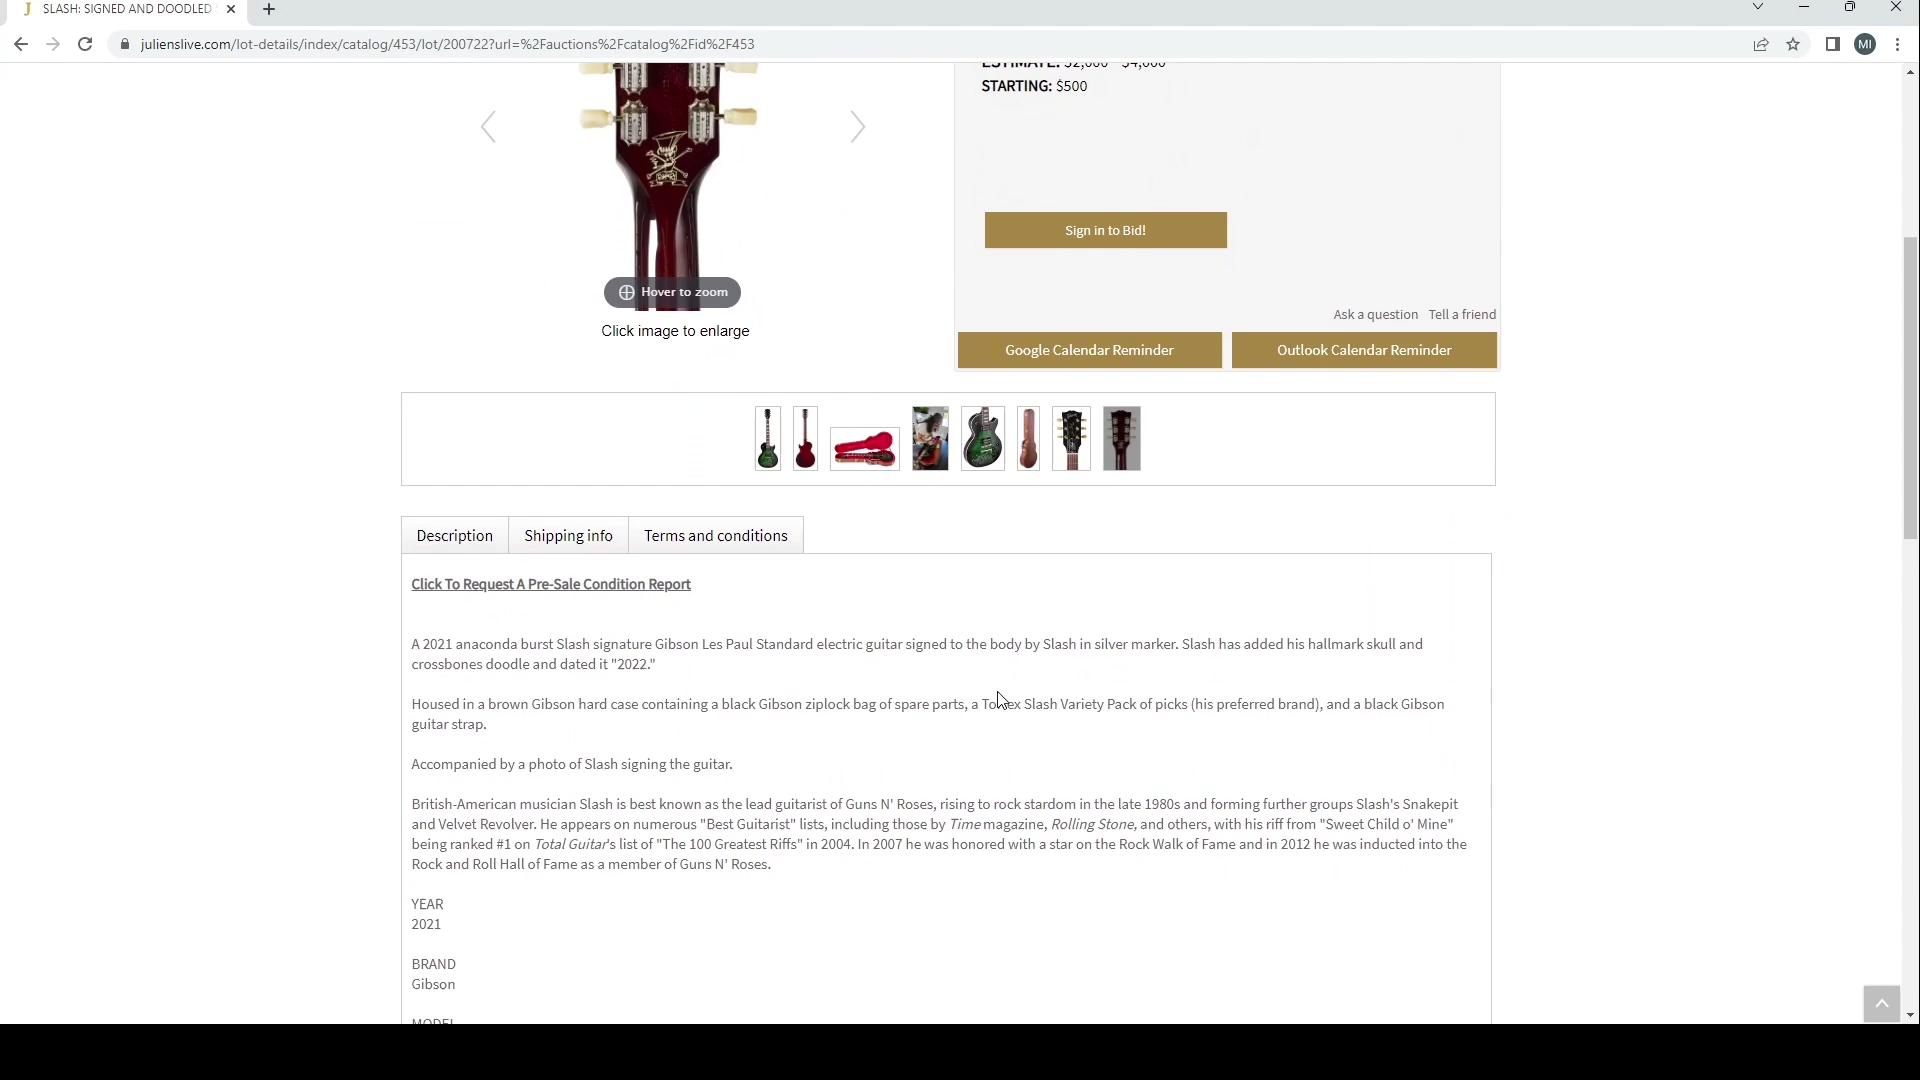 SLASH: SIGNED AND DOODLED
julienslive.com/lot-details/index/catalog/453/lot/200722?url=%2Fauctions%2Fcatalog%2Fid%2F453
MI
ESTIMATE: $2,000 - $4,000
STARTING: $500
Sign in to Bid!
Hover to zoom
Click image to enlarge
Ask a question Tell a friend
Google Calendar Reminder Outlook Calendar Reminder
Description Shipping info Terms and conditions
Click To Request A Pre-Sale Condition Report
A 2021 anaconda burst Slash signature Gibson Les Paul Standard electric guitar signed to the body by Slash in silver marker. Slash has added his hallmark skull and
crossbones doodle and dated it "2022."
Housed in a brown Gibson hard case containing a black Gibson ziplock bag of spare parts, a Tortex Slash Variety Pack of picks (his preferred brand), and a black Gibson
guitar strap.
Accompanied by a photo of Slash signing the guitar.
British-American musician Slash is best known as the lead guitarist of Guns N' Roses, rising to rock stardom in the late 1980s and forming further groups Slash's Snakepit
and Velvet Revolver. He appears on numerous "Best Guitarist" lists, including those by Time magazine, Rolling Stone, and others, with his riff from "Sweet Child o' Mine"
being ranked #1 on Total Guitar's list of "The 100 Greatest Riffs" in 2004. In 2007 he was honored with a star on the Rock Walk of Fame and in 2012 he was inducted into the
Rock and Roll Hall of Fame as a member of Guns N' Roses.
YEAR
2021
BRAND
Gibson
MODEL